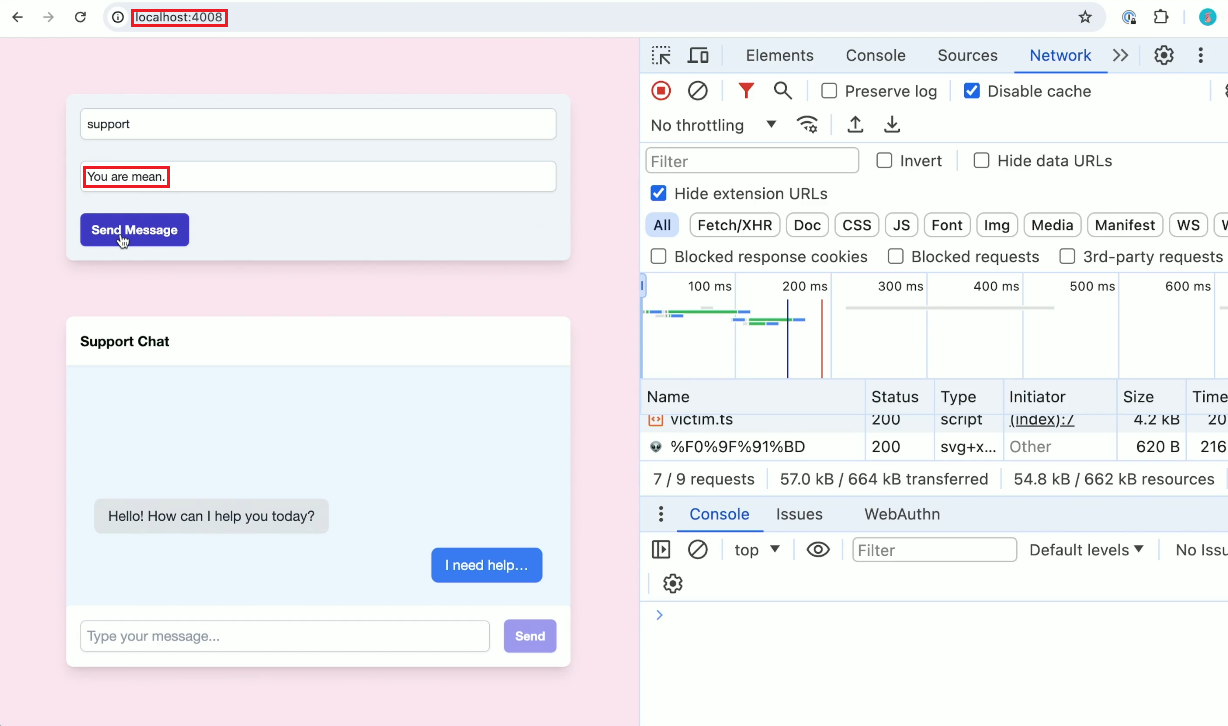 localhost:4008
support
You are mean.
Send Message
Support Chat
Hello! How can I help you today?
I need help...
Type your message...
Send
Elements Console Sources Network
Preserve log Disable cache
No throttling
Filter Invert Hide data URLs
Hide extension URLs
All Fetch/XHR Doc CSS JS Font Img Media Manifest WS
Blocked response cookies Blocked requests 3rd-party requests
100 ms 200 ms 300 ms 400 ms 500 ms 600 ms
Name Status Type Initiator Size Time
victim.ts 200 script (index):7 4.2 kB 20
%F0%9F%91%BD 200 svg+x... Other 620 B 216
7 / 9 requests 57.0 kB / 664 kB transferred 54.8 kB / 662 kB resources
Console Issues WebAuthn
top Filter Default levels No Issu